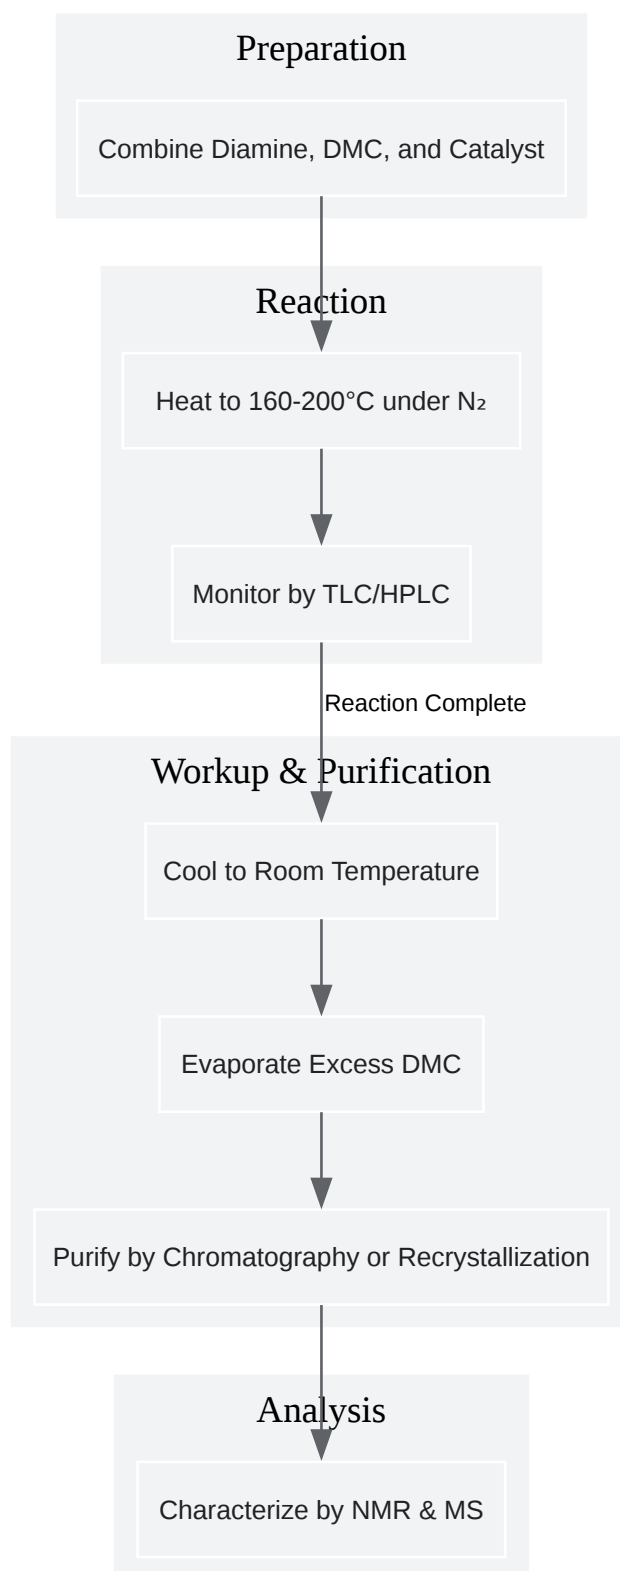 Preparation
Combine Diamine, DMC, and Catalyst
Reaction
Heat to 160-200°C under N₂
Monitor by TLC/HPLC
Reaction Complete
Workup & Purification
Cool to Room Temperature
Evaporate Excess DMC
Purify by Chromatography or Recrystallization
Analysis
Characterize by NMR & MS